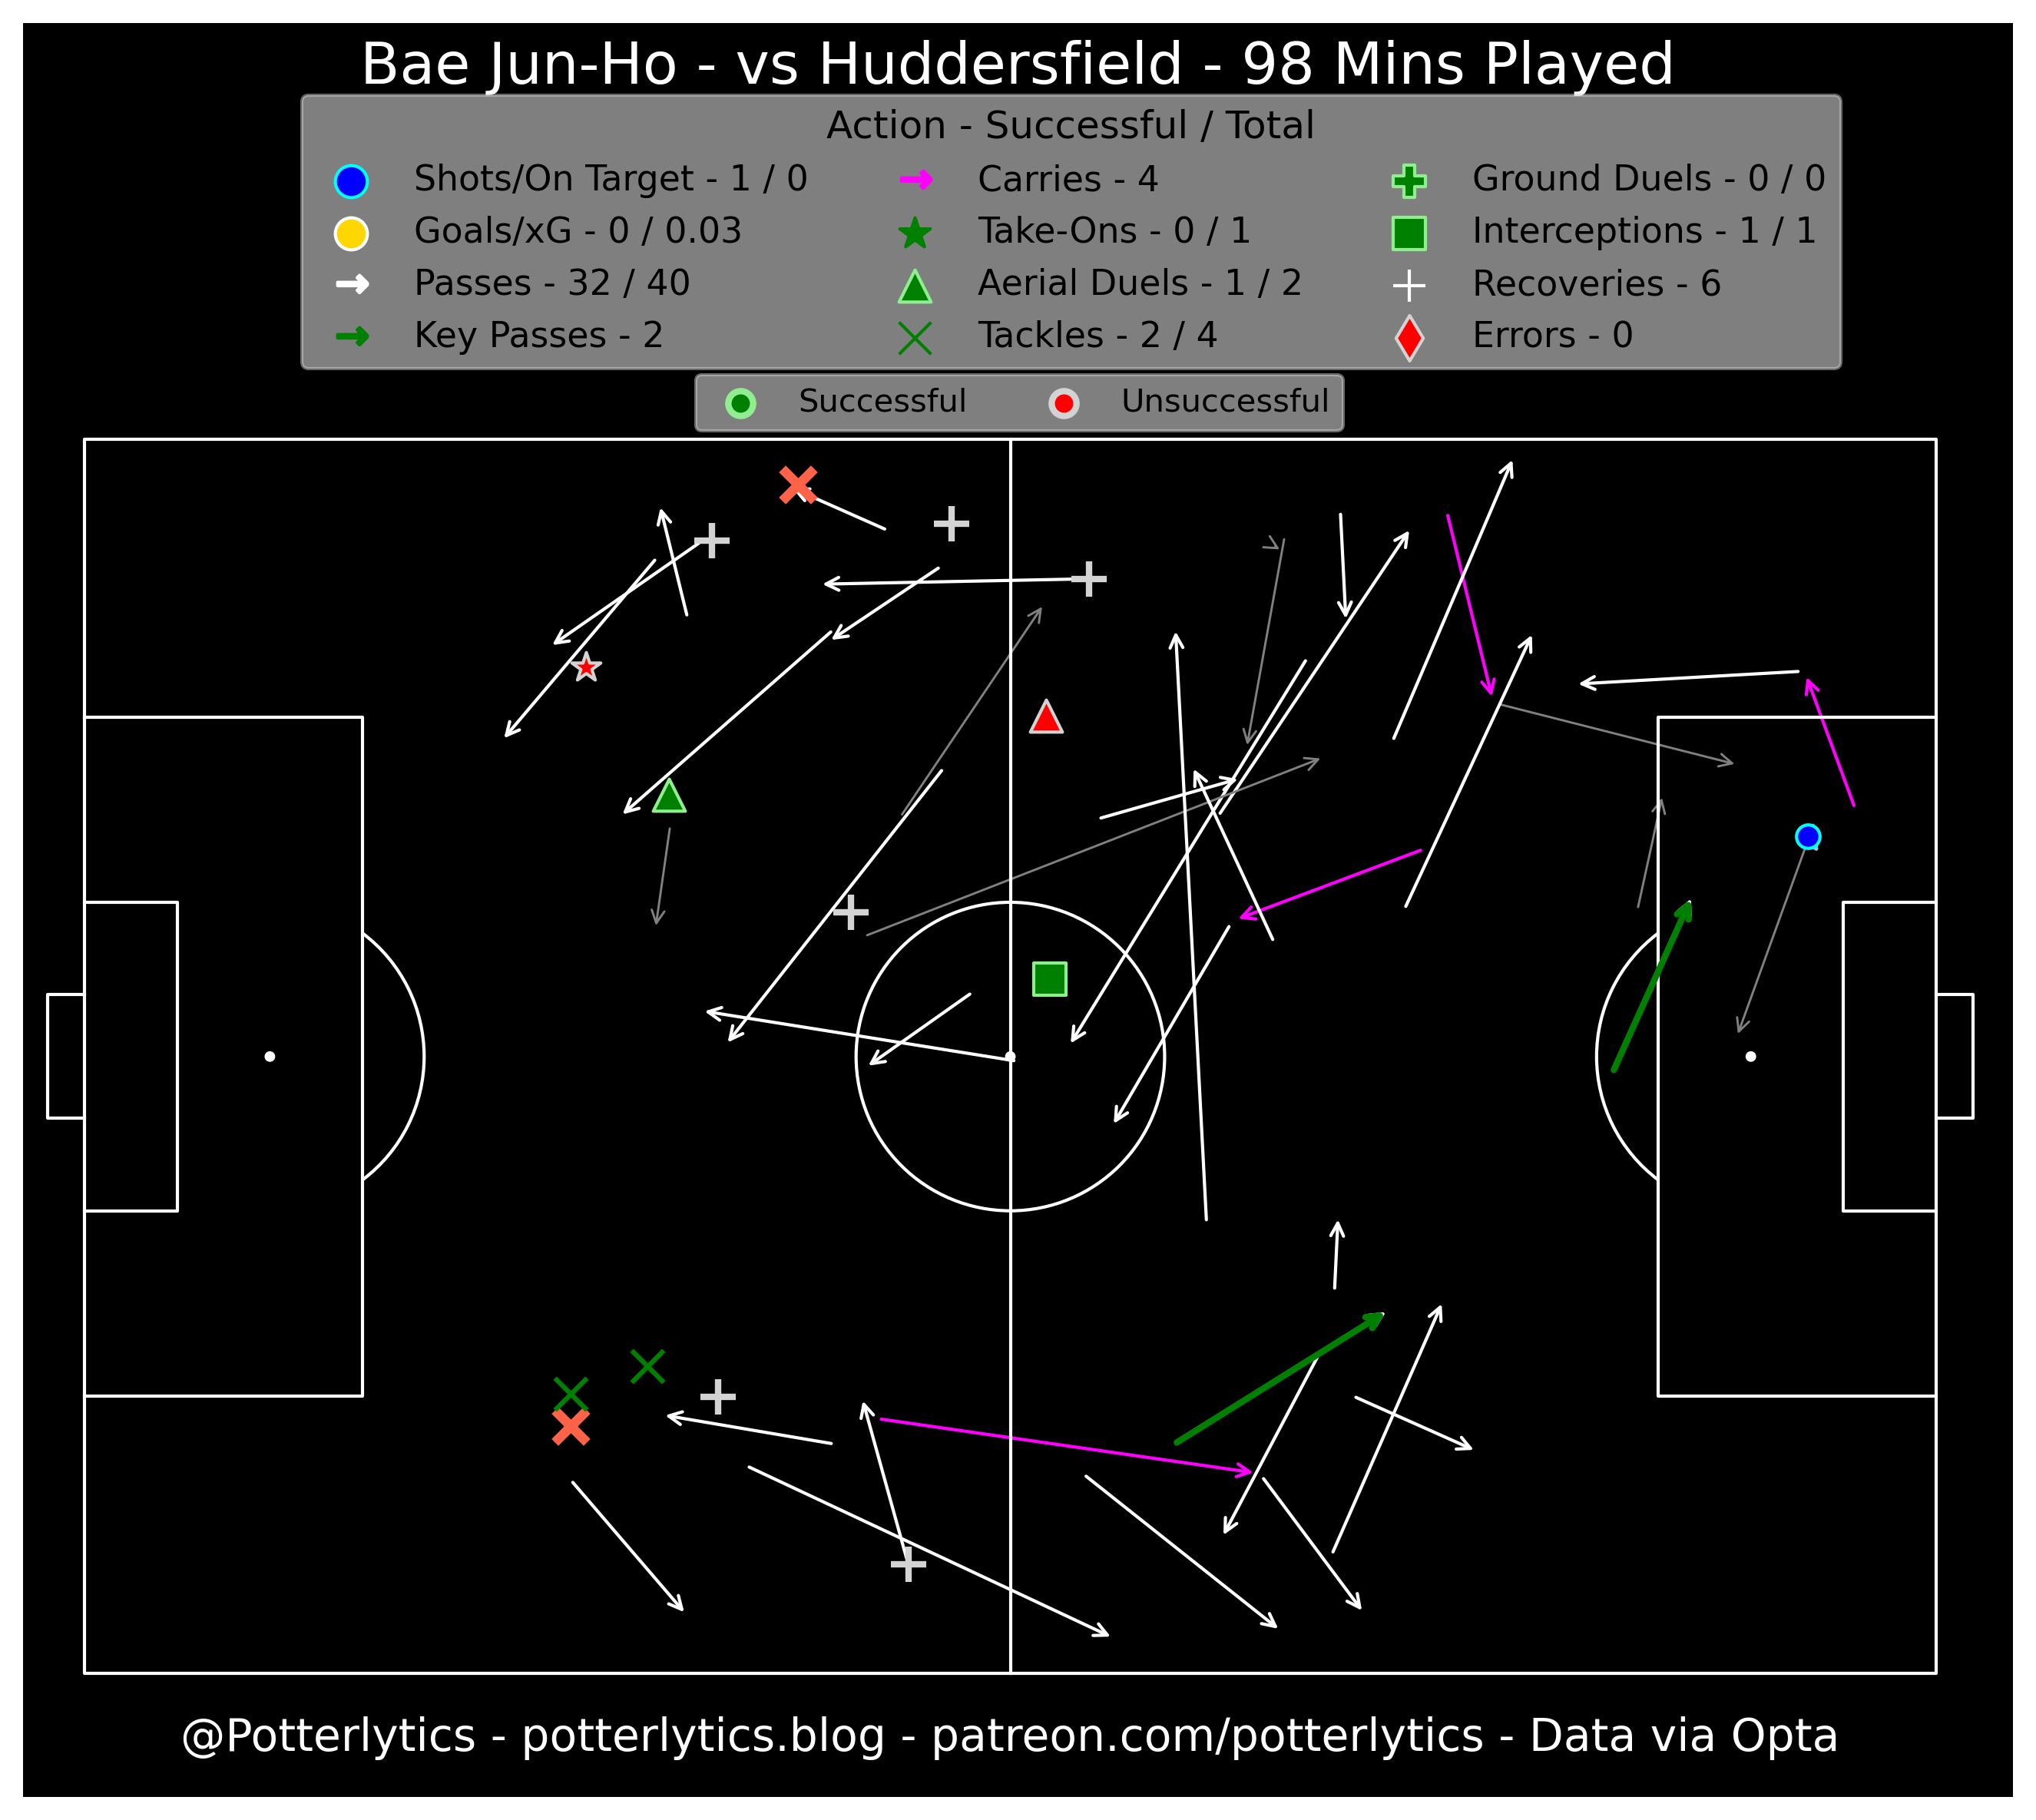 Bae Jun-Ho - vs Huddersfield - 98 Mins Played
Action - Successful / Total
Shots/On Target - 1 / 0
Goals/xG - 0 / 0.03
Passes - 32 / 40
Key Passes - 2
Carries - 4
Take-Ons - 0 / 1
Aerial Duels - 1 / 2
Tackles - 2 / 4
Ground Duels - 0 / 0
Interceptions - 1 / 1
Recoveries - 6
Errors - 0
Successful
Unsuccessful
@Potterlytics - potterlytics.blog - patreon.com/potterlytics - Data via Opta